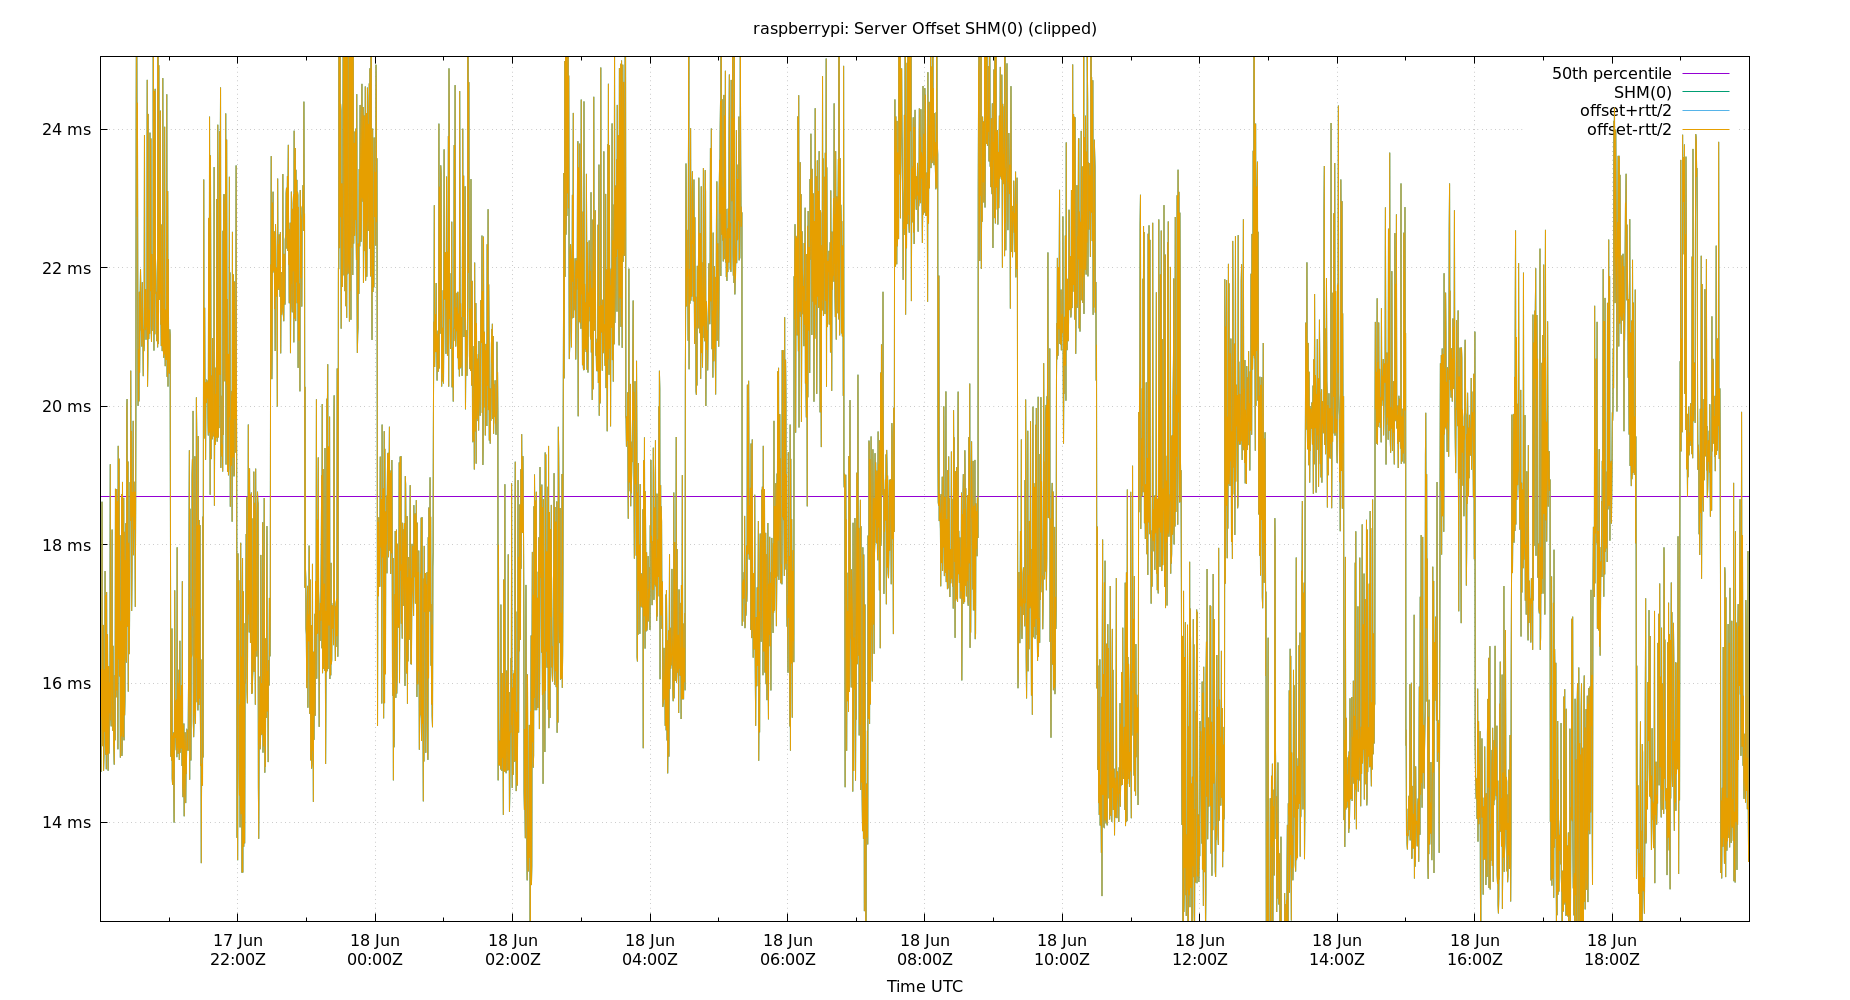 raspberrypi: Server Offset SHM(0) (clipped)
50th percentile
SHM(0)
offset+rtt/2
offset-rtt/2
24 ms
22 ms
20 ms
18 ms
16 ms
14 ms
17 Jun 18 Jun 18 Jun 18 Jun 18 Jun 18 Jun 18 Jun 18 Jun 18 Jun 18 Jun 18 Jun
22:00Z 00:00Z 02:00Z 04:00Z 06:00Z 08:00Z 10:00Z 12:00Z 14:00Z 16:00Z 18:00Z
Time UTC